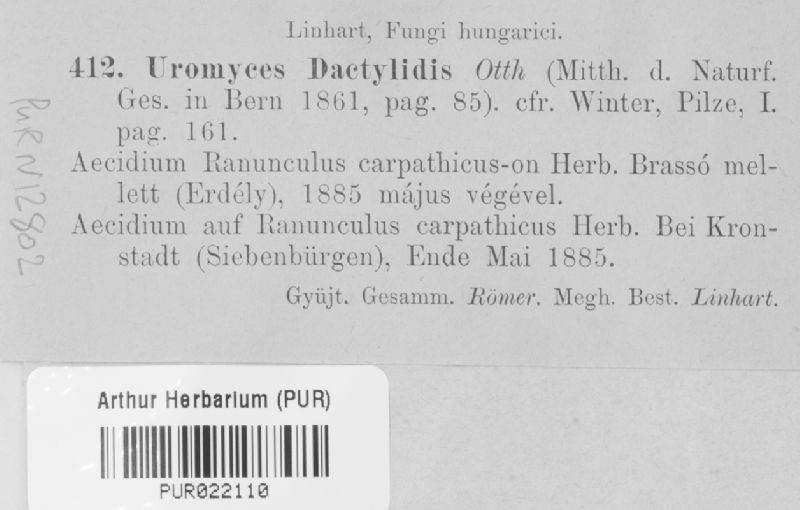 Linhart, Fungi hungarici.
412. Uromyces Dactylidis Otth (Mitth. d. Naturf.
Ges. in Bern 1861, pag. 85). cfr. Winter, Pilze, I.
pag. 161.
Aecidium Ranunculus carpathicus-on Herb. Brassó mel-
lett (Erdély), 1885 május végével.
Aecidium auf Ranunculus carpathicus Herb. Bei Kron-
stadt (Siebenbürgen), Ende Mai 1885.
Gyüjt. Gesamm. Römer. Megh. Best. Linhart.
PUR N12802
Arthur Herbarium (PUR)
PUR022110